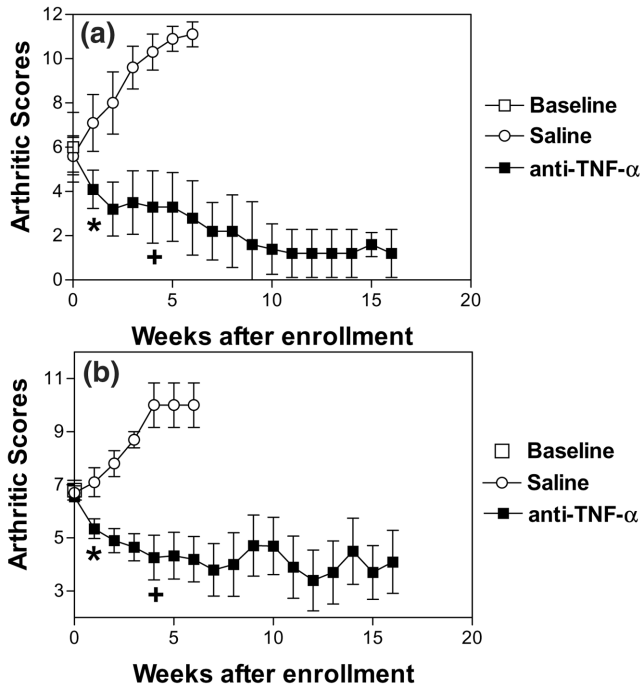 (a)
Arthritic Scores
12
10
8
6
4
2
0
0 5 10 15 20
Weeks after enrollment
* 
+
Baseline
Saline
anti-TNF-α
(b)
Arthritic Scores
11
9
7
5
3
0 5 10 15 20
Weeks after enrollment
*
+
Baseline
Saline
anti-TNF-α